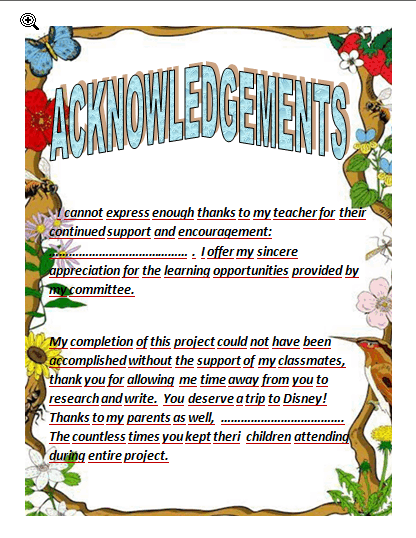 ACKNOWLEDGEMENTS
I cannot express enough thanks to my teacher for their
continued support and encouragement:
…………………………………… . I offer my sincere
appreciation for the learning opportunities provided by
my committee.
My completion of this project could not have been
accomplished without the support of my classmates,
thank you for allowing me time away from you to
research and write. You deserve a trip to Disney!
Thanks to my parents as well, ……………………………….
The countless times you kept theri children attending
during entire project.